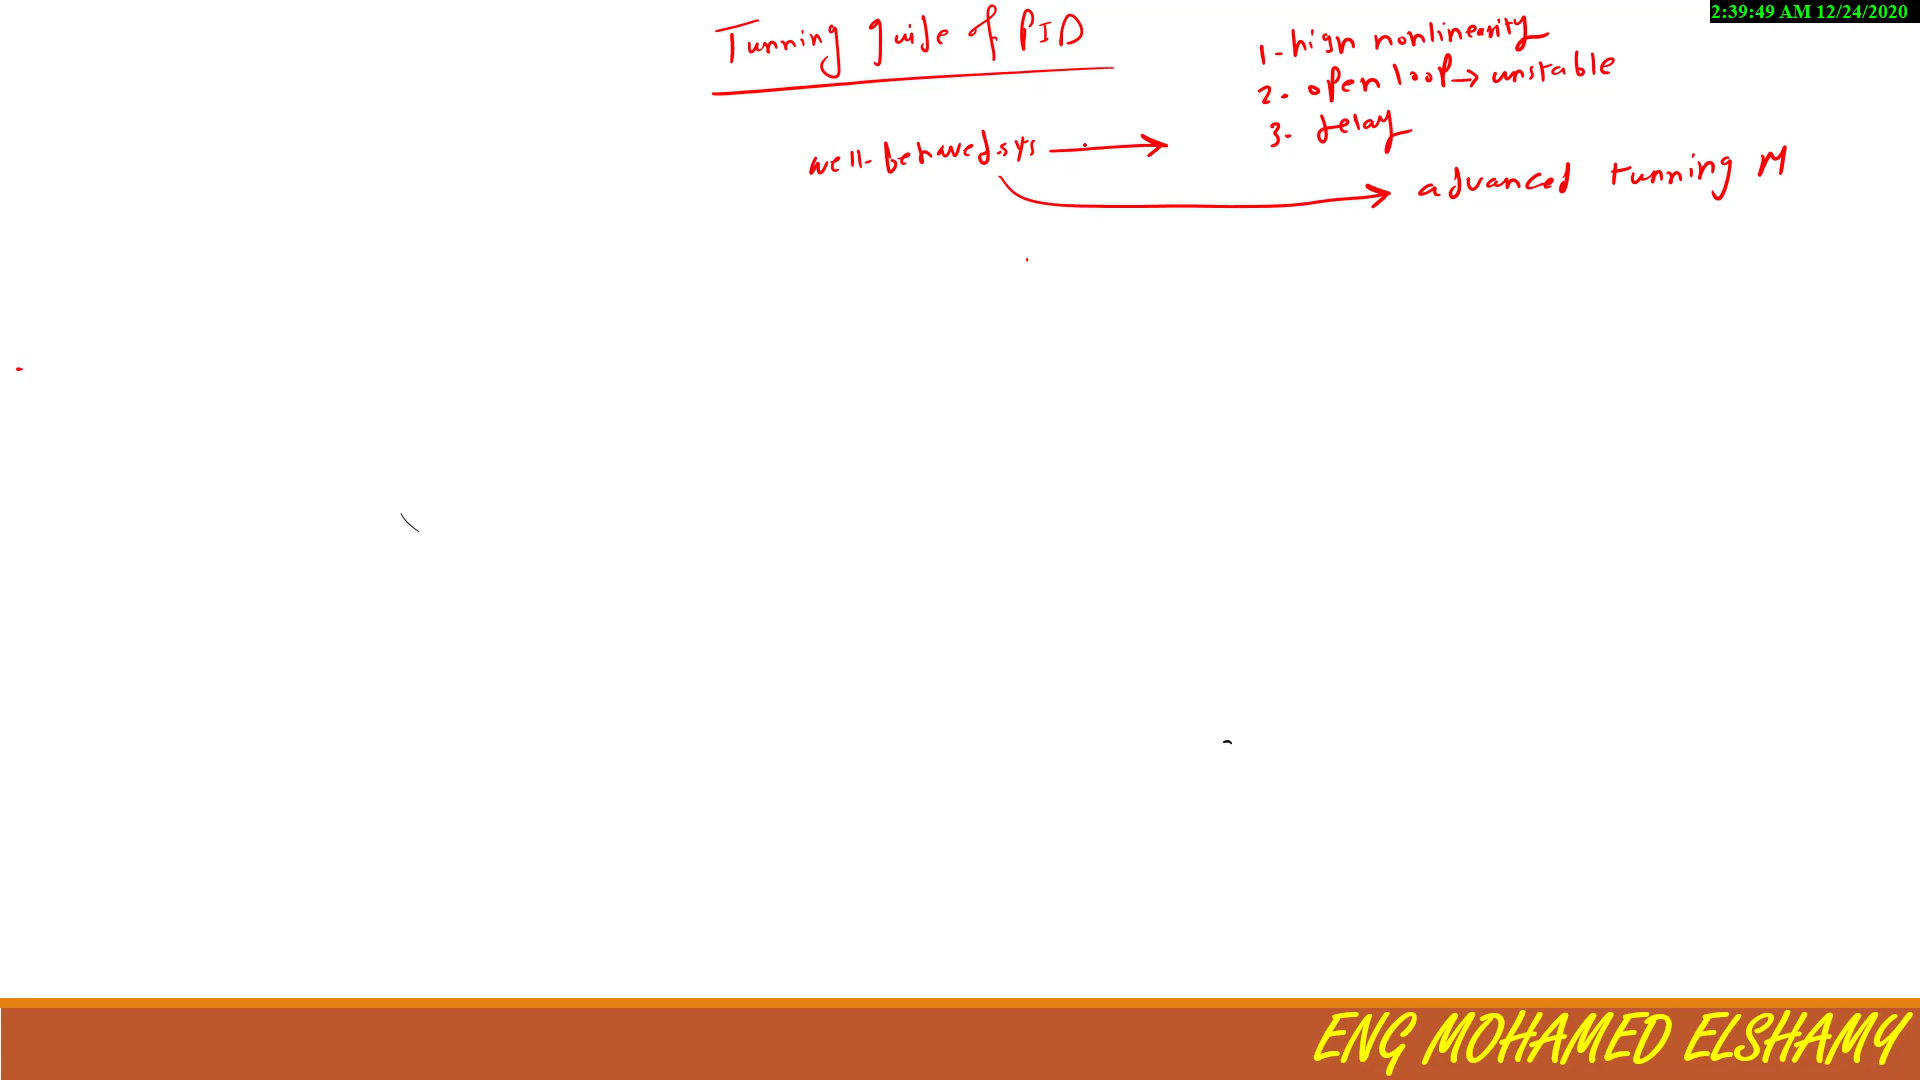 2:39:49 AM 12/24/2020
Tunning guide of PID
1- high nonlinearity
2- open loop → unstable
3- delay
well-behaved sys →
advanced tunning M
ENG MOHAMED ELSHAMY